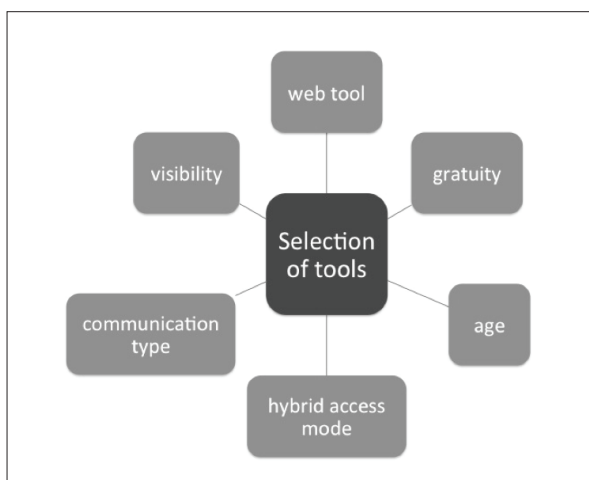 web tool
visibility
gratuity
Selection
of tools
communication
type
age
hybrid access
mode